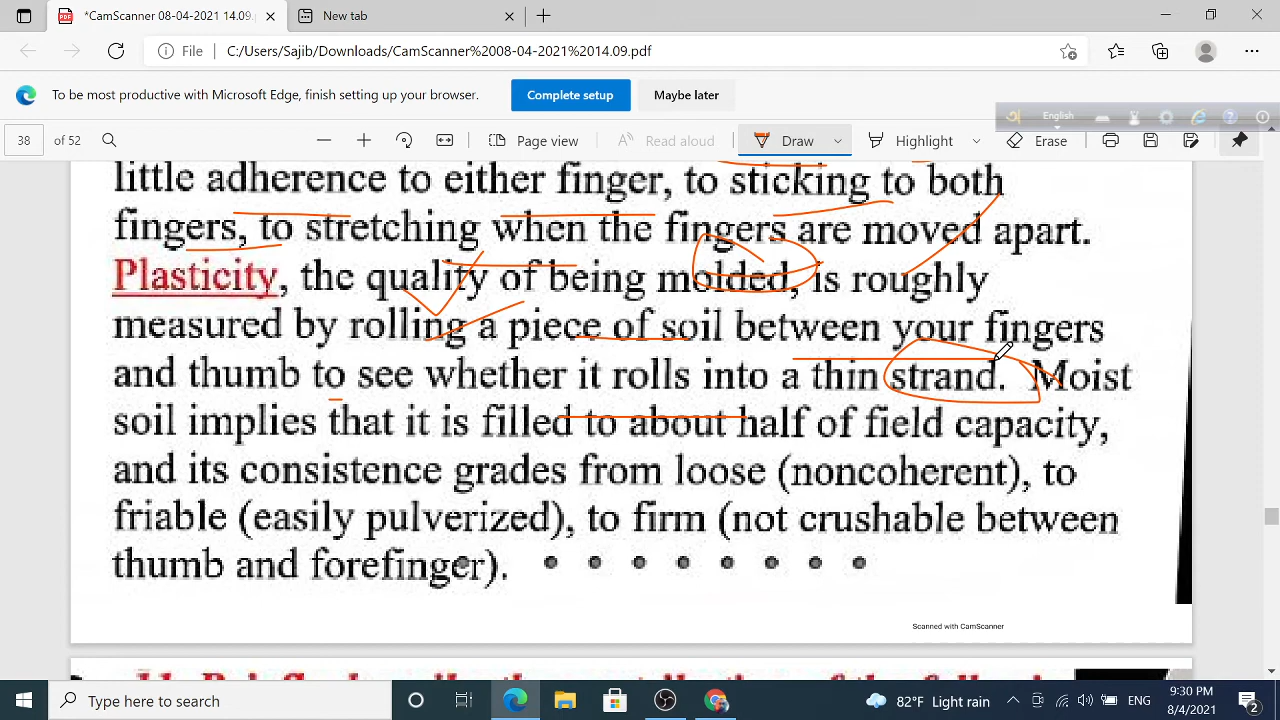 *CamScanner 08-04-2021 14.09.
New tab
File
C:/Users/Sajib/Downloads/CamScanner%2008-04-2021%2014.09.pdf
To be most productive with Microsoft Edge, finish setting up your browser.
Complete setup
Maybe later
English
38 of 52
Page view
Read aloud
Draw
Highlight
Erase
little adherence to either finger, to sticking to both
fingers, to stretching when the fingers are moved apart.
Plasticity, the quality of being molded, is roughly
measured by rolling a piece of soil between your fingers
and thumb to see whether it rolls into a thin strand. Moist
soil implies that it is filled to about half of field capacity,
and its consistence grades from loose (noncoherent), to
friable (easily pulverized), to firm (not crushable between
thumb and forefinger).
Scanned with CamScanner
Type here to search
82°F Light rain
ENG
9:30 PM
8/4/2021
2